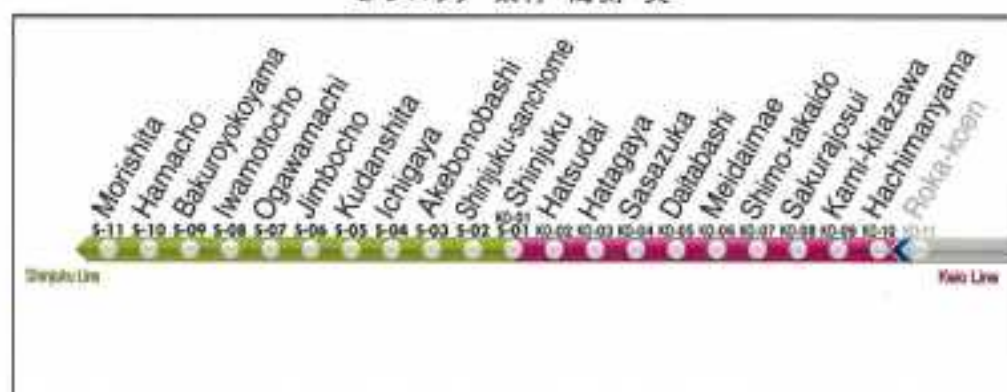 Morishita
Hamacho
Bakuroyokoyama
Iwamotocho
Ogawamachi
Jimbocho
Kudanshita
Ichigaya
Akebonobashi
Shinjuku-sanchome
Shinjuku
Hatsudai
Hatagaya
Sasazuka
Daitabashi
Meidaimae
Shimo-takaido
Sakurajosui
Kami-kitazawa
Hachimanyama
Roka-koen
KO-01
S-11 S-10 S-09 S-08 S-07 S-06 S-05 S-04 S-03 S-02 S-01 KO-02 KO-03 KO-04 KO-05 KO-06 KO-07 KO-08 KO-09 KO-10 KO-11
Shinjuku Line
Keio Line